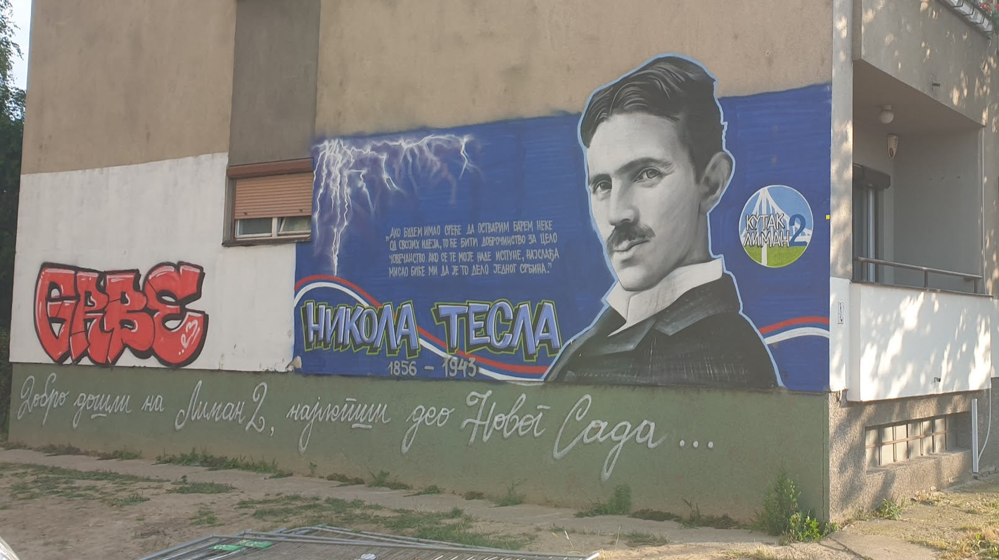 GRBE
„АКО БУДЕМ ИМАО СРЕЋЕ ДА ОСТВАРИМ БАРЕМ НЕКЕ
ОД СВОЈИХ ИДЕЈА, ТО ЋЕ БИТИ ДОБРОЧИНСТВО ЗА ЦЕЛО
ЧОВЕЧАНСТВО. АКО СЕ ТЕ МОЈЕ НАДЕ ИСПУНЕ, НАЈСЛАЂА
МИСАО БИЋЕ МИ ДА ЈЕ ТО ДЕЛО ЈЕДНОГ СРБИНА."
НИКОЛА ТЕСЛА
1856 - 1943
КУТАК
ЛИМАН 2
Добро дошли на Лиман 2, најлепши део Новог Сада ...